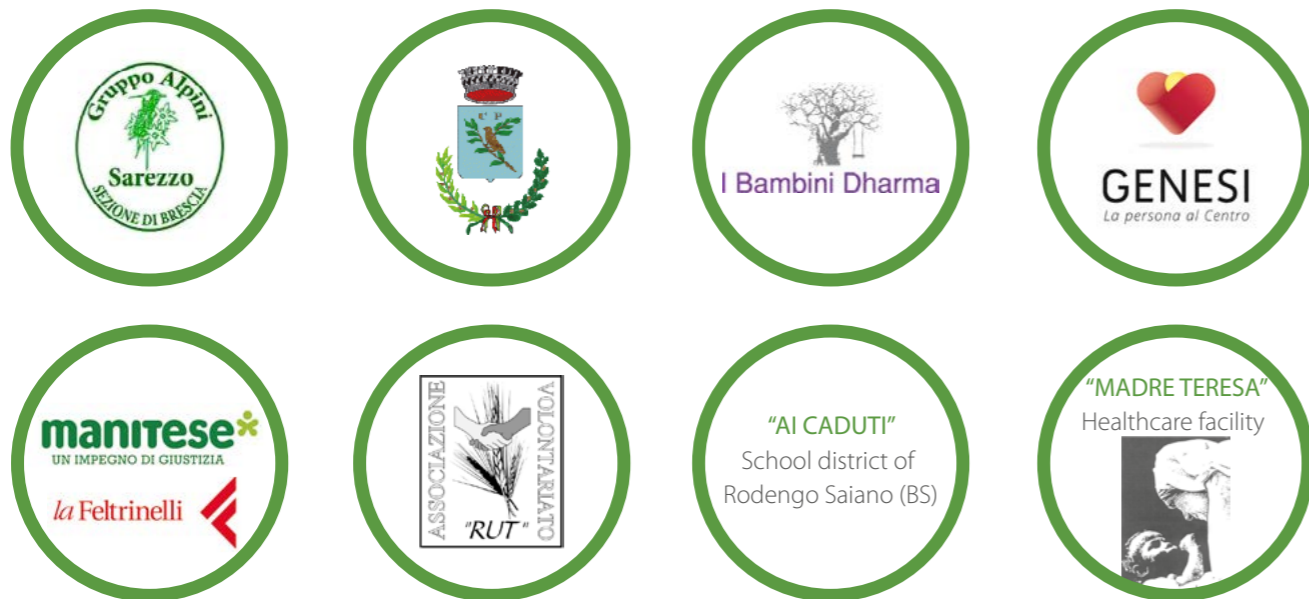 Gruppo Alpini
Sarezzo
SEZIONE DI BRESCIA
C P
I Bambini Dharma
GENESI
La persona al Centro
manitese
UN IMPEGNO DI GIUSTIZIA
la Feltrinelli
ASSOCIAZIONE
VOLONTARIATO
"RUT"
“AI CADUTI”
School district of
Rodengo Saiano (BS)
“MADRE TERESA”
Healthcare facility